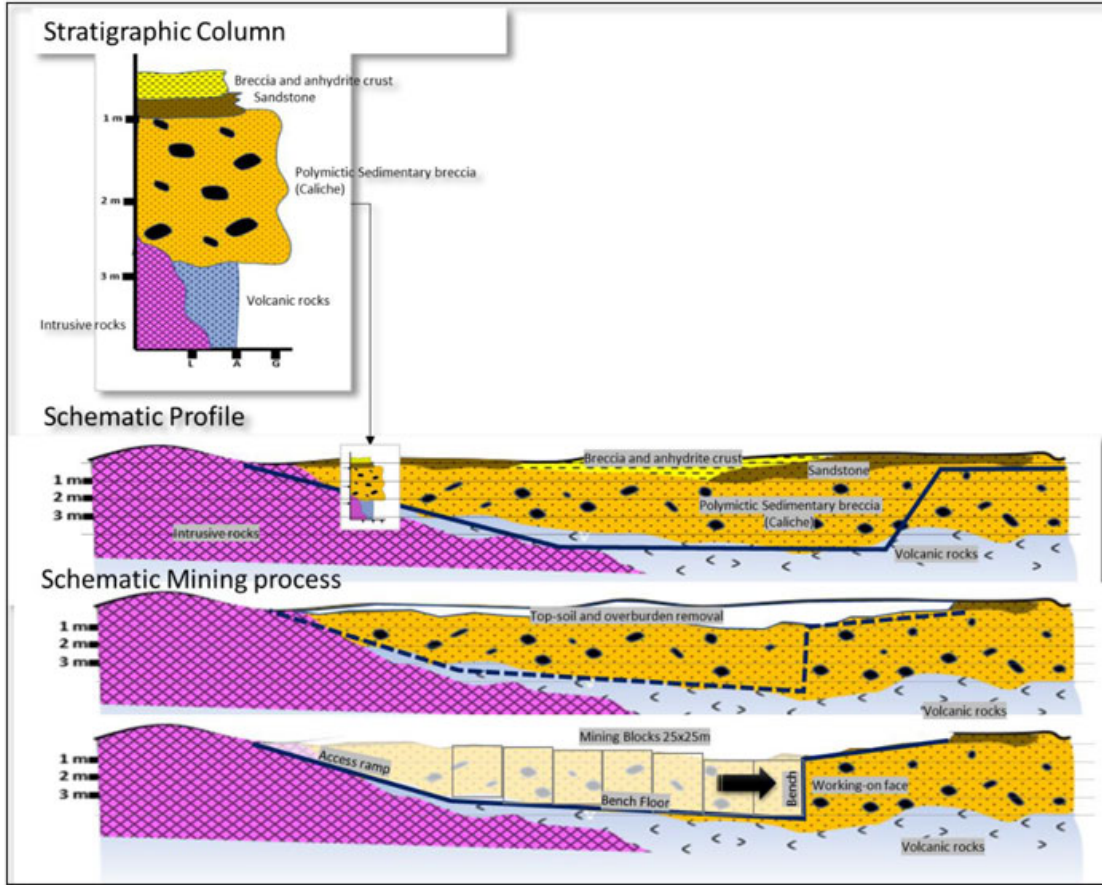 Stratigraphic Column
Breccia and anhydrite crust
Sandstone
1 m
Polymictic Sedimentary breccia
(Caliche)
2 m
3 m
Volcanic rocks
Intrusive rocks
L A G
Schematic Profile
Breccia and anhydrite crust
Sandstone
1 m
2 m
3 m
Polymictic Sedimentary breccia
(Caliche)
Intrusive rocks
Volcanic rocks
Schematic Mining process
Top-soil and overburden removal
1 m
2 m
3 m
Volcanic rocks
Mining Blocks 25x25m
1 m
2 m
3 m
Access ramp
Bench
Working-on face
Bench Floor
Volcanic rocks